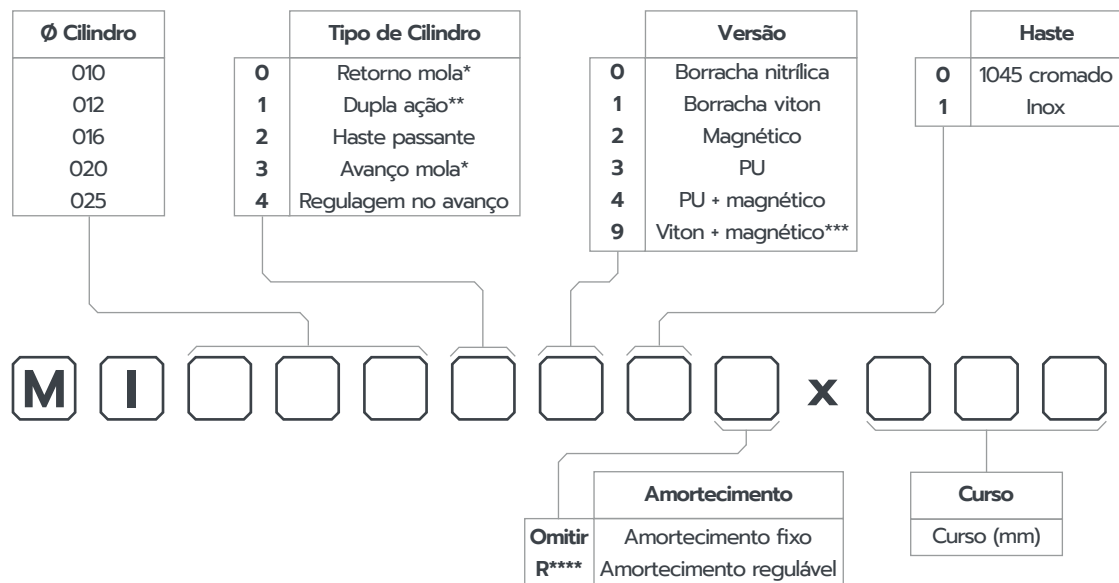 Ø Cilindro
010
012
016
020
025
Tipo de Cilindro
0 Retorno mola*
1 Dupla ação**
2 Haste passante
3 Avanço mola*
4 Regulagem no avanço
Versão
0 Borracha nitrílica
1 Borracha viton
2 Magnético
3 PU
4 PU + magnético
9 Viton + magnético***
Haste
0 1045 cromado
1 Inox
M I x
Amortecimento
Omitir Amortecimento fixo
R**** Amortecimento regulável
Curso
Curso (mm)